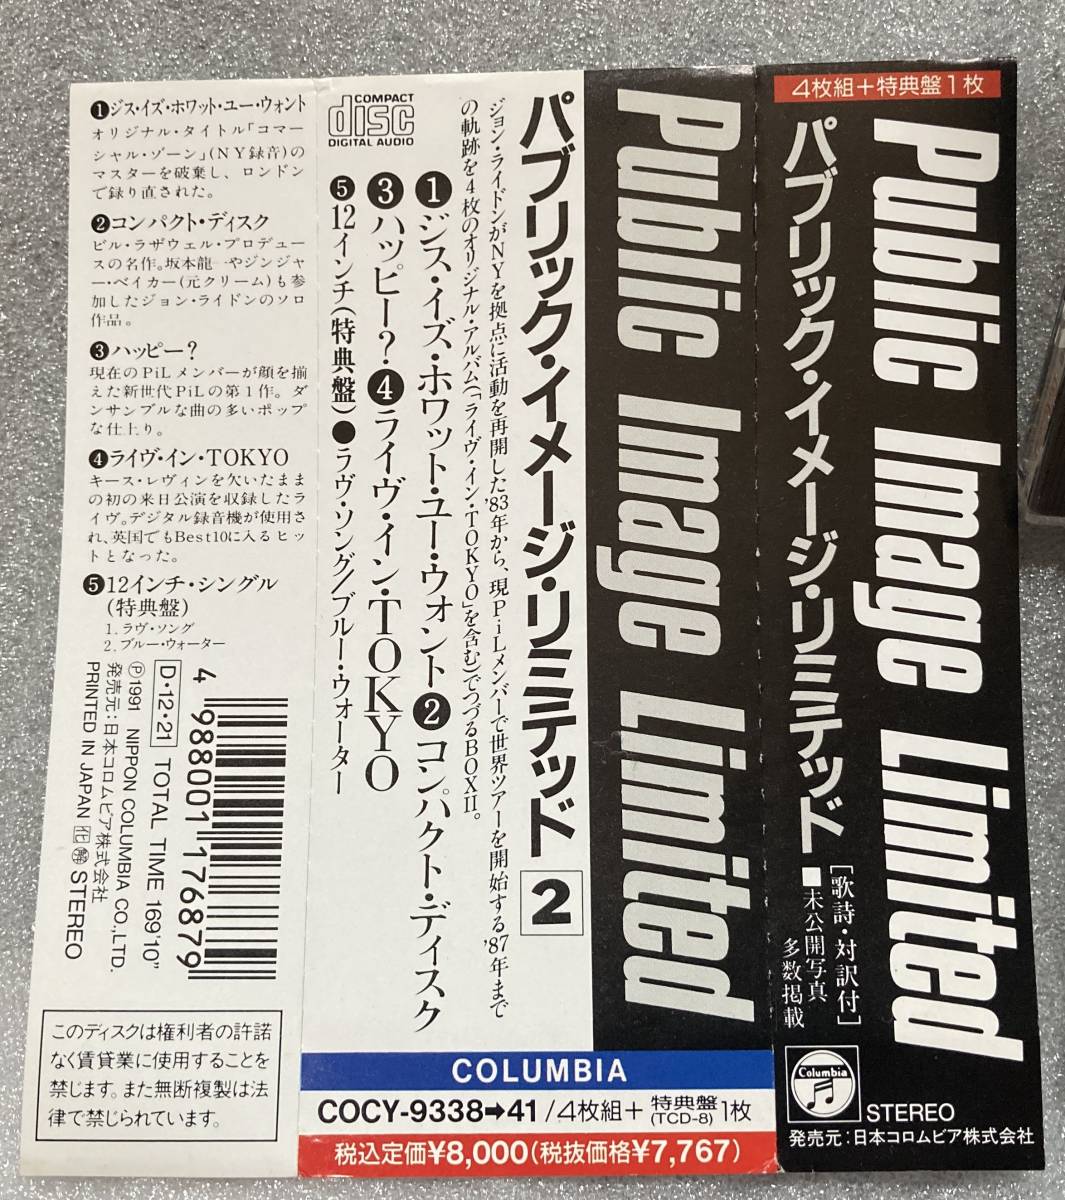 4枚組＋特典盤1枚
Public Image Limited
パブリック・イメージ・リミテッド
［歌詩・対訳付］
■未公開写真
多数掲載
Columbia
STEREO
発売元：日本コロムビア株式会社
Public Image Limited
パブリック・イメージ・リミテッド 2
ジョン・ライドンがNYを拠点に活動を再開した'83年から、現PiLメンバーで世界ツアーを開始する'87年まで
の軌跡を4枚のオリジナル・アルバム(「ライヴ・イン・TOKYO」を含む)でつづるBOXII。
❶ジス・イズ・ホワット・ユー・ウォント❷コンパクト・ディスク
❸ハッピー？❹ライヴ・イン・TOKYO
❺12インチ(特典盤)●ラヴ・ソング/ブルー・ウォーター
COMPACT
disc
DIGITAL AUDIO
COLUMBIA
COCY-9338➡41/4枚組＋特典盤(TCD-8)1枚
税込定価¥8,000(税抜価格¥7,767)
❶ジス・イズ・ホワット・ユー・ウォント
オリジナル・タイトル「コマー
シャル・ゾーン」(NY録音)の
マスターを破棄し、ロンドン
で録り直された。
❷コンパクト・ディスク
ビル・ラザウェル・プロデュー
スの名作。坂本龍一やジンジャ
ー・ベイカー(元クリーム)も参
加したジョン・ライドンのソロ
作品。
❸ハッピー？
現在のPiLメンバーが顔を揃
えた新世代PiLの第1作。ダ
ンサンブルな曲の多いポップ
な仕上り。
❹ライヴ・イン・TOKYO
キース・レヴィンを欠いたまま
の初の来日公演を収録したラ
イヴ。デジタル録音機が使用さ
れ、英国でもBest10に入るヒッ
トとなった。
❺12インチ・シングル
(特典盤)
1. ラヴ・ソング
2. ブルー・ウォーター
4 988001 176879
D・12・21 TOTAL TIME 169'10"
Ⓟ1991 NIPPON COLUMBIA CO.,LTD.
発売元：日本コロムビア株式会社
PRINTED IN JAPAN STEREO
このディスクは権利者の許諾
なく賃貸業に使用することを
禁じます。また無断複製は法
律で禁じられています。